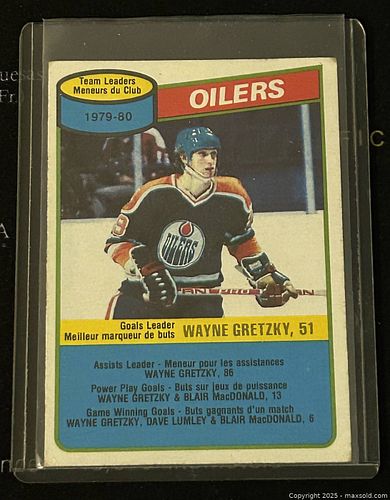 Team Leaders
Meneurs du Club
1979-80
OILERS
OILERS
Goals Leader
Meilleur marqueur de buts
WAYNE GRETZKY, 51
Assists Leader - Meneur pour les assistances
WAYNE GRETZKY, 86
Power Play Goals - Buts sur jeux de puissance
WAYNE GRETZKY & BLAIR MacDONALD, 13
Game Winning Goals - Buts gagnants d'un match
WAYNE GRETZKY, DAVE LUMLEY & BLAIR MacDONALD, 6
Copyright 2025 - maxsold.com